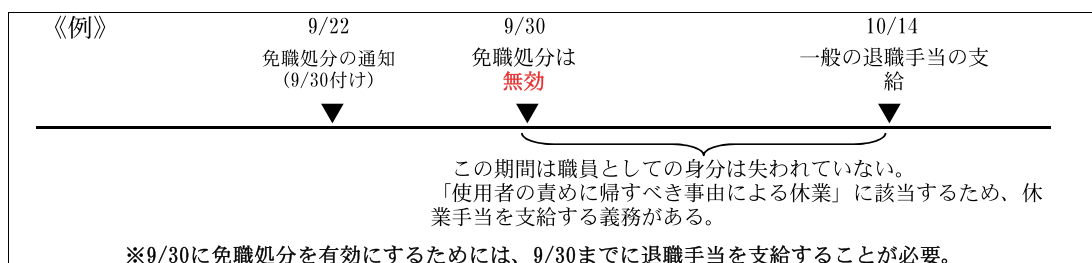 《例》
9/22
免職処分の通知
(9/30付け)
9/30
免職処分は
無効
10/14
一般の退職手当の支
給
この期間は職員としての身分は失われていない。
「使用者の責めに帰すべき事由による休業」に該当するため、休
業手当を支給する義務がある。
※9/30に免職処分を有効にするためには、9/30までに退職手当を支給することが必要。